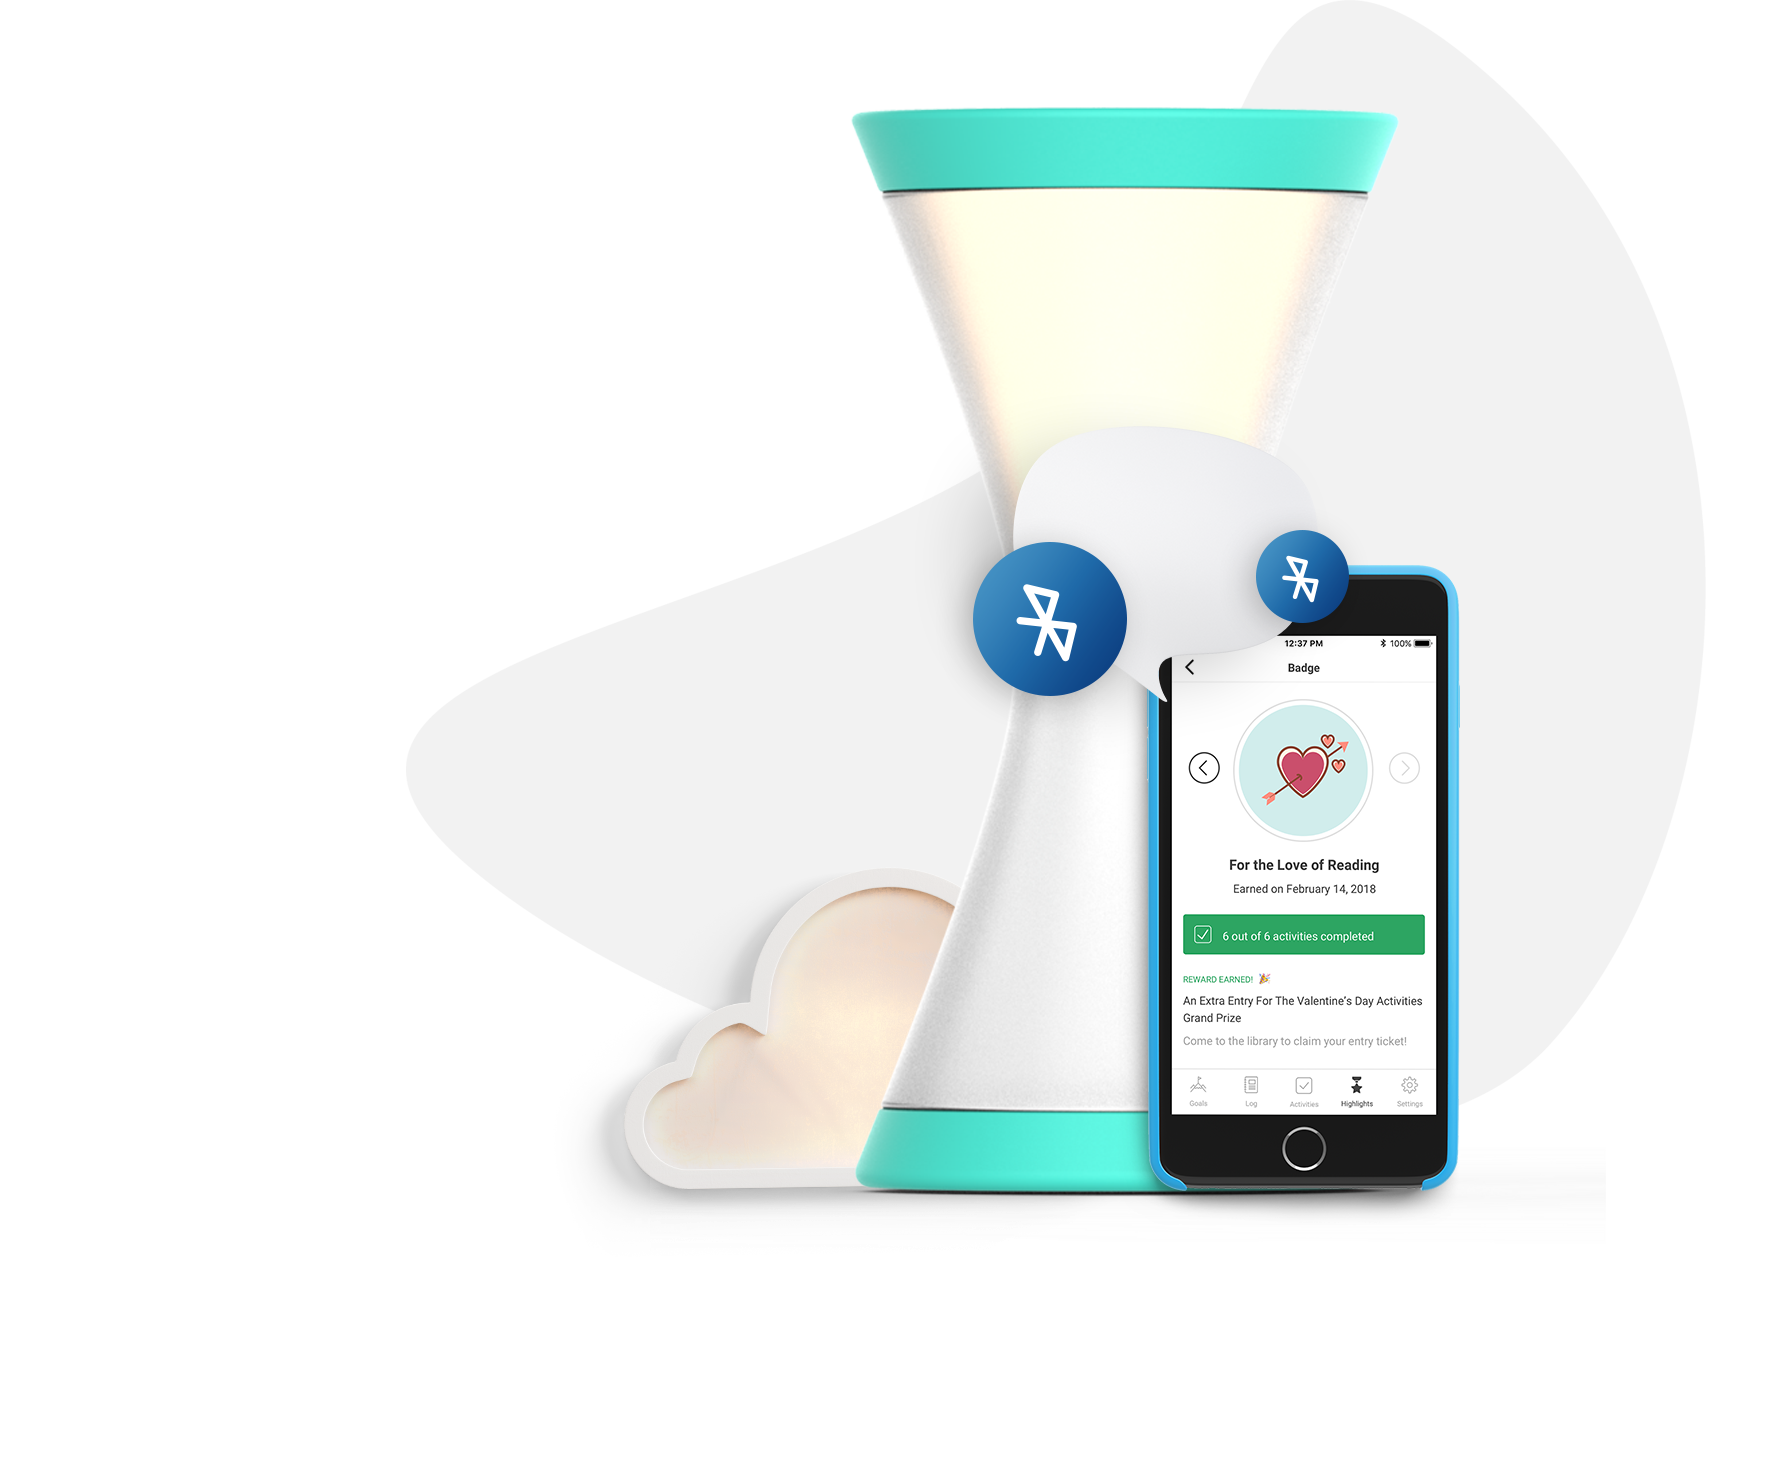 12:37 PM
100%
Badge
For the Love of Reading
Earned on February 14, 2018
6 out of 6 activities completed
REWARD EARNED!
An Extra Entry For The Valentine's Day Activities
Grand Prize
Come to the library to claim your entry ticket!
Goals
Log
Activities
Highlights
Settings